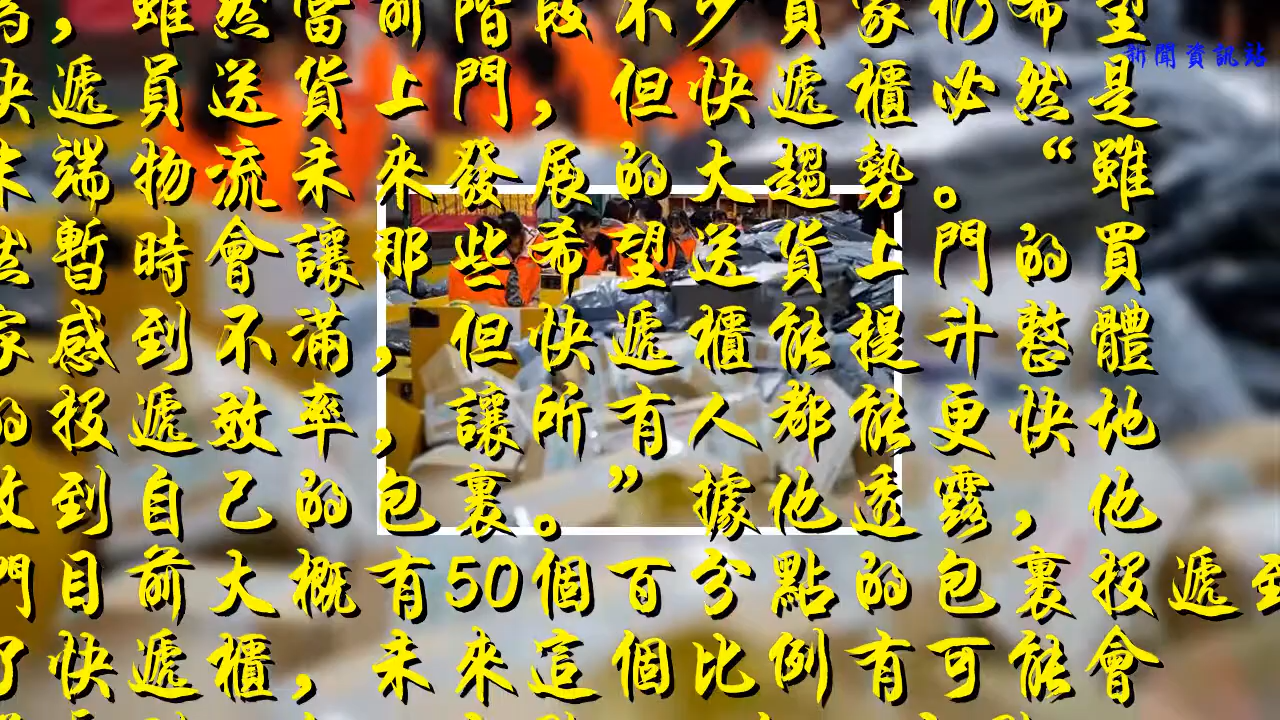 爲，雖然當前階段不少買家仍希望
新聞資訊站
快遞員送貨上門，但快遞櫃必然是
末端物流未來發展的大趨勢。“雖
然暫時會讓那些希望送貨上門的買
家感到不滿，但快遞櫃能提升整體
的投遞效率，讓所有人都能更快地
收到自己的包裹。”據他透露，他
們目前大概有50個百分點的包裹投遞到
了快遞櫃，未來這個比例有可能會